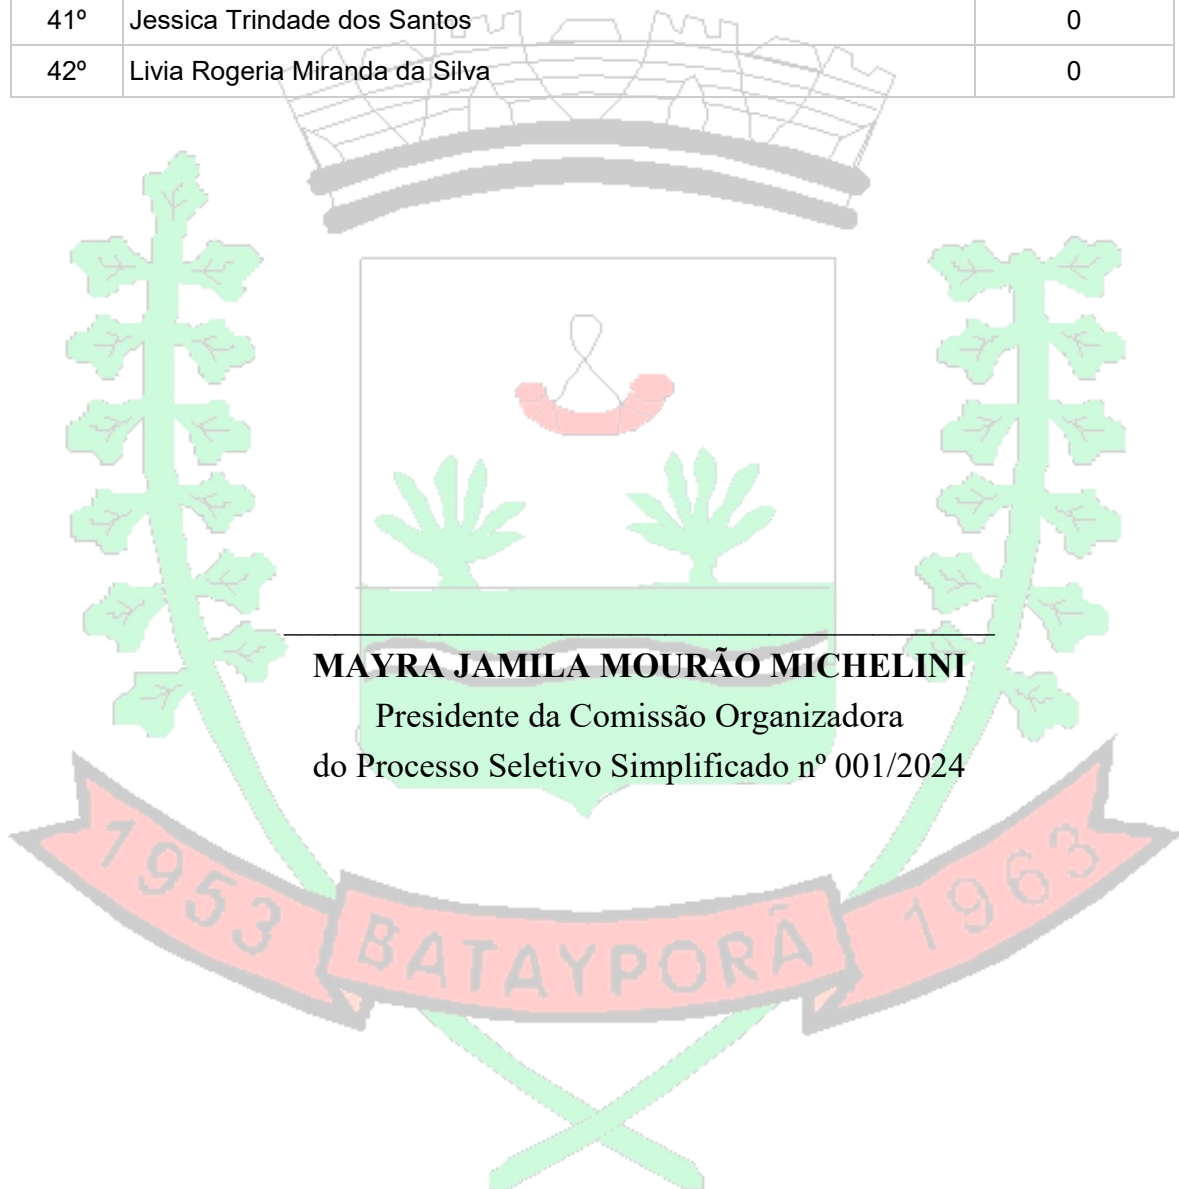 41º Jessica Trindade dos Santos 0
42º Livia Rogeria Miranda da Silva 0
MAYRA JAMILA MOURÃO MICHELINI
Presidente da Comissão Organizadora
do Processo Seletivo Simplificado nº 001/2024
1953 BATAYPORÃ 1963